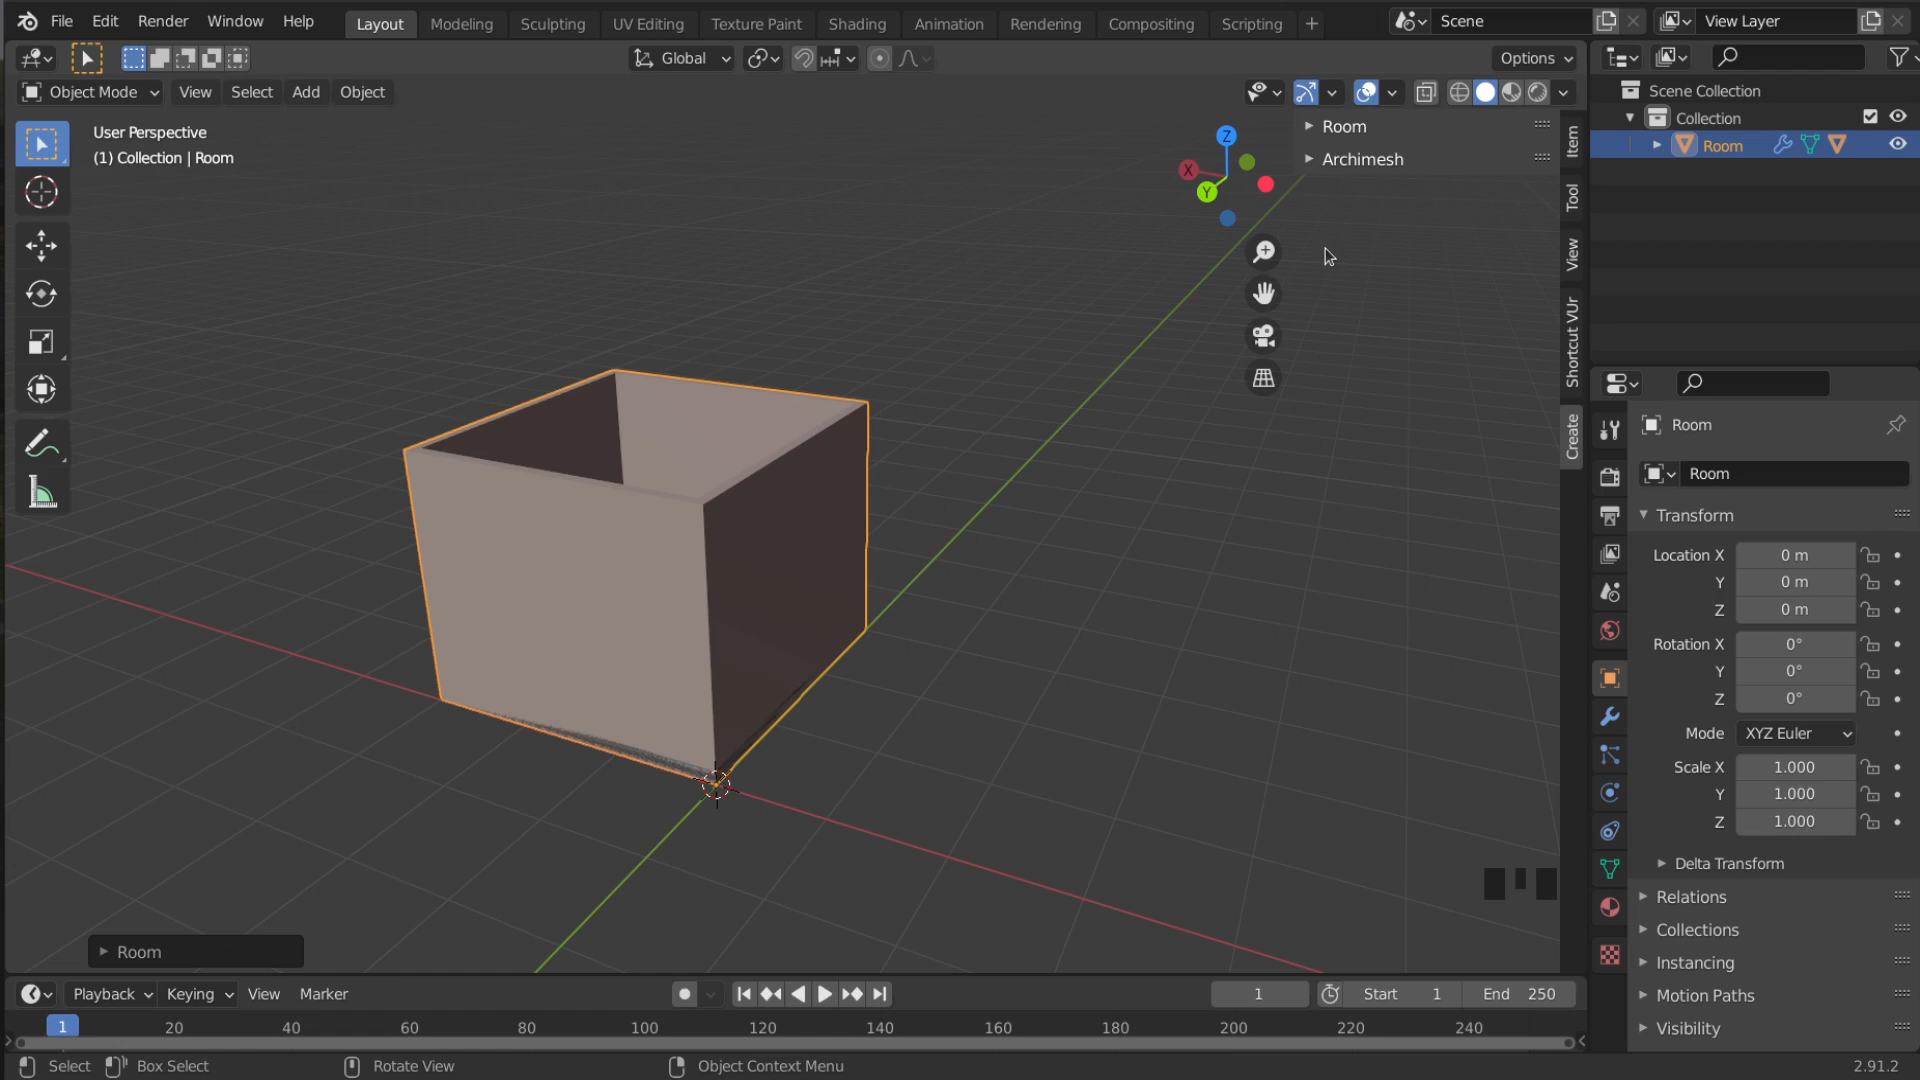 File Edit Render Window Help Layout Modeling Sculpting UV Editing Texture Paint Shading Animation Rendering Compositing Scripting + Scene View Layer
Global Options
Object Mode View Select Add Object
User Perspective
(1) Collection | Room
Z
X
Y
Room
Archimesh
Item
Tool
View
Shortcut VUr
Create
Scene Collection
Collection
Room
Room
Room
Transform
Location X 0 m
Y 0 m
Z 0 m
Rotation X 0°
Y 0°
Z 0°
Mode XYZ Euler
Scale X 1.000
Y 1.000
Z 1.000
Delta Transform
Relations
Collections
Instancing
Motion Paths
Visibility
Room
Playback Keying View Marker 1 Start 1 End 250
1 20 40 60 80 100 120 140 160 180 200 220 240
Select Box Select Rotate View Object Context Menu 2.91.2